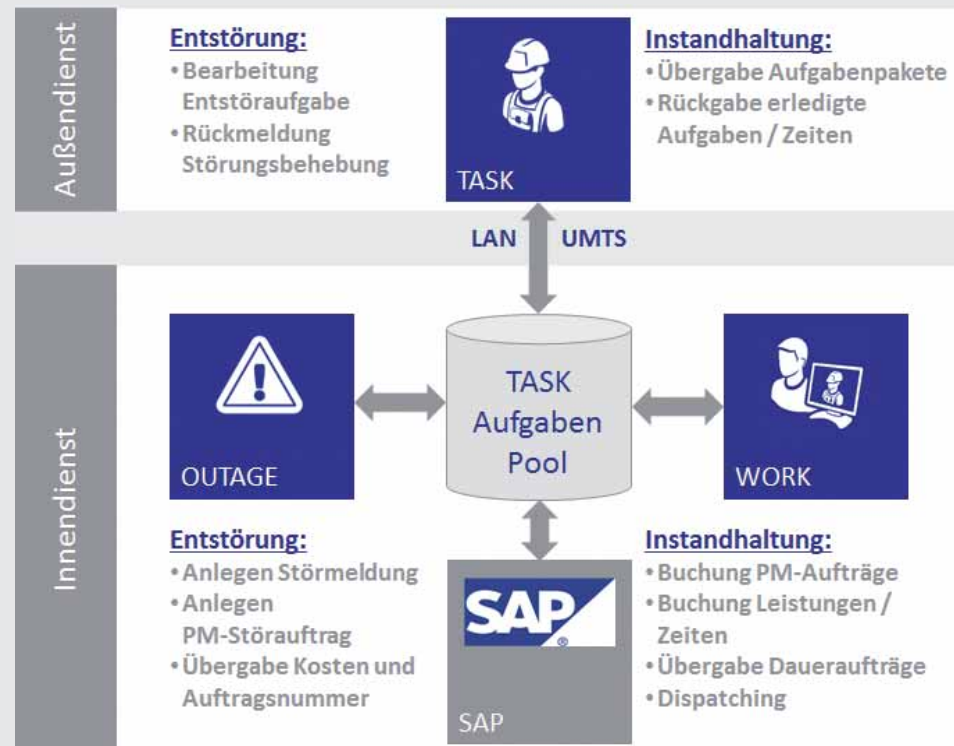 Außendienst
Entstörung:
• Bearbeitung
Entstöraufgabe
• Rückmeldung
Störungsbehebung
TASK
Instandhaltung:
• Übergabe Aufgabenpakete
• Rückgabe erledigte
Aufgaben / Zeiten
LAN UMTS
Innendienst
OUTAGE
TASK
Aufgaben
Pool
WORK
Entstörung:
• Anlegen Störmeldung
• Anlegen
PM-Störauftrag
• Übergabe Kosten und
Auftragsnummer
SAP
®
SAP
Instandhaltung:
• Buchung PM-Aufträge
• Buchung Leistungen /
Zeiten
• Übergabe Daueraufträge
• Dispatching